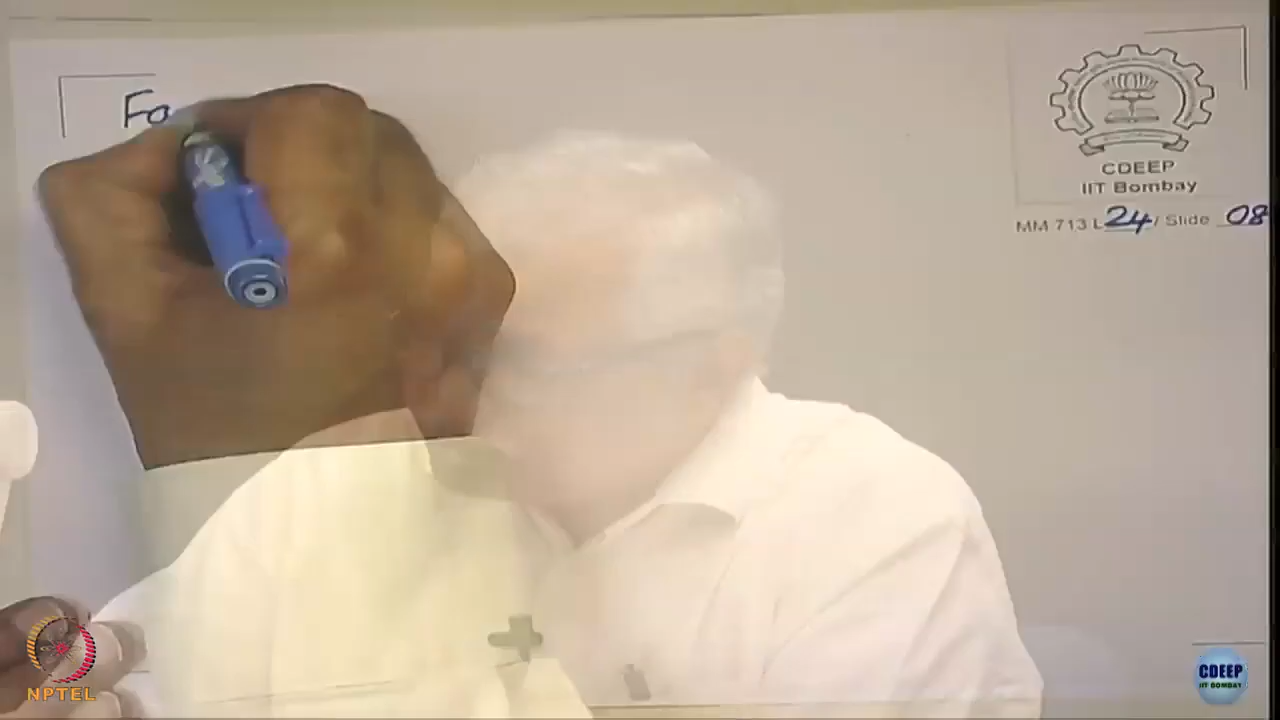 Fo
CDEEP
IIT Bombay
MM 713 L 24 / Slide 08
NPTEL
CDEEP
IIT BOMBAY